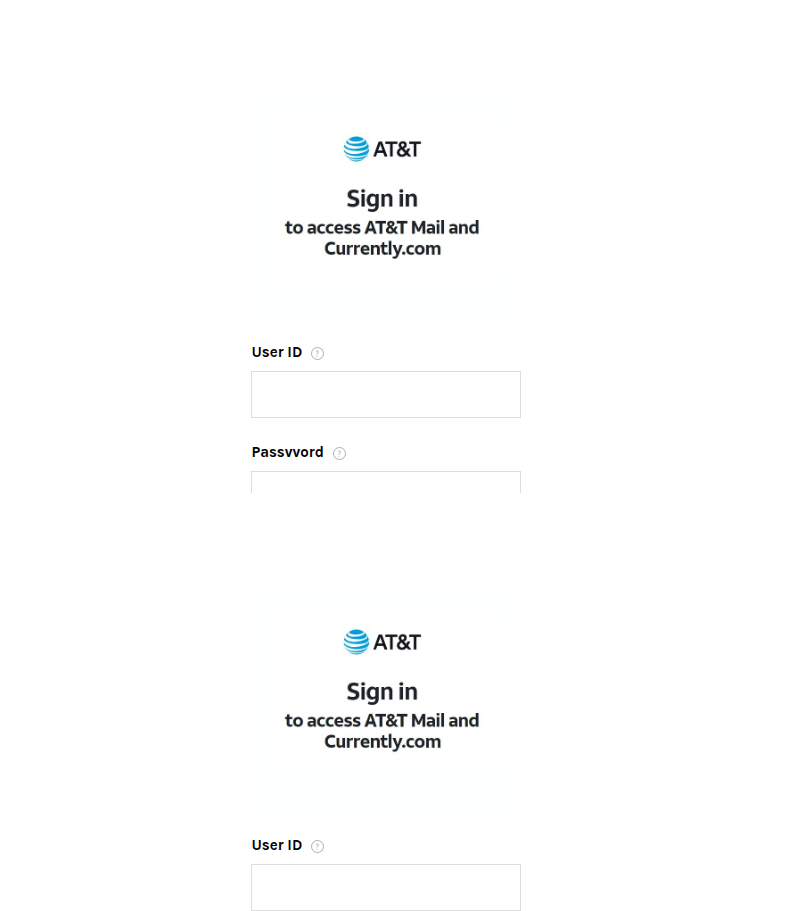 AT&T
Sign in
to access AT&T Mail and
Currently.com
User ID ?
Passvvord ?
AT&T
Sign in
to access AT&T Mail and
Currently.com
User ID ?